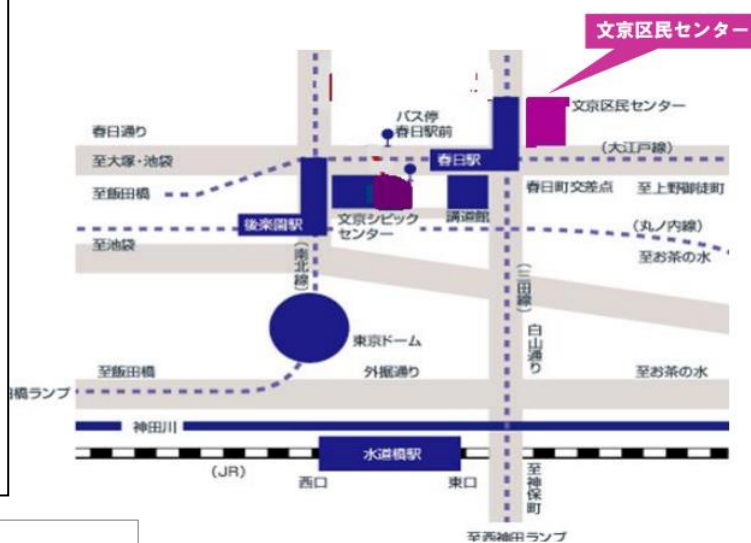 文京区民センター
文京区民センター
バス停
春日駅前
春日通り
(大江戸線)
至大塚・池袋
春日駅
至飯田橋
春日町交差点
至上野御徒町
後楽園駅
文京シビック
センター
講道館
(丸ノ内線)
至池袋
(南北線)
至お茶の水
(三田線)
白山通り
東京ドーム
至飯田橋
外掘通り
至お茶の水
橋ランプ
神田川
水道橋駅
(JR)
西口
東口
至神保町
至西神田ランプ